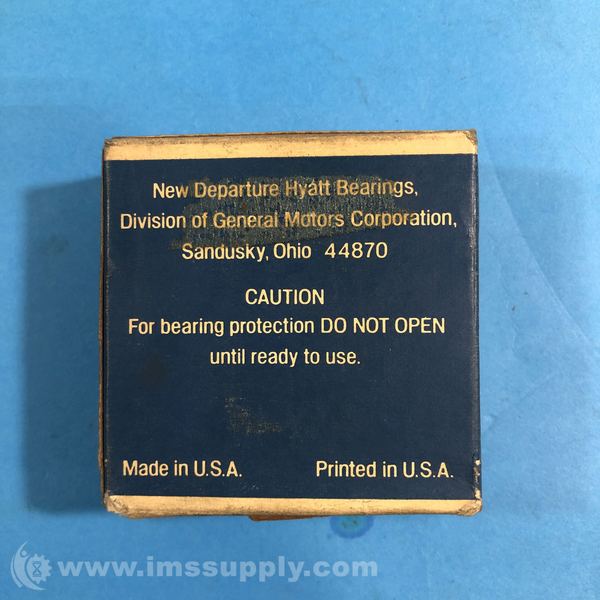 New Departure Hyatt Bearings,
Division of General Motors Corporation,
Sandusky, Ohio 44870
CAUTION
For bearing protection DO NOT OPEN
until ready to use.
Made in U.S.A. Printed in U.S.A.
www.imssupply.com